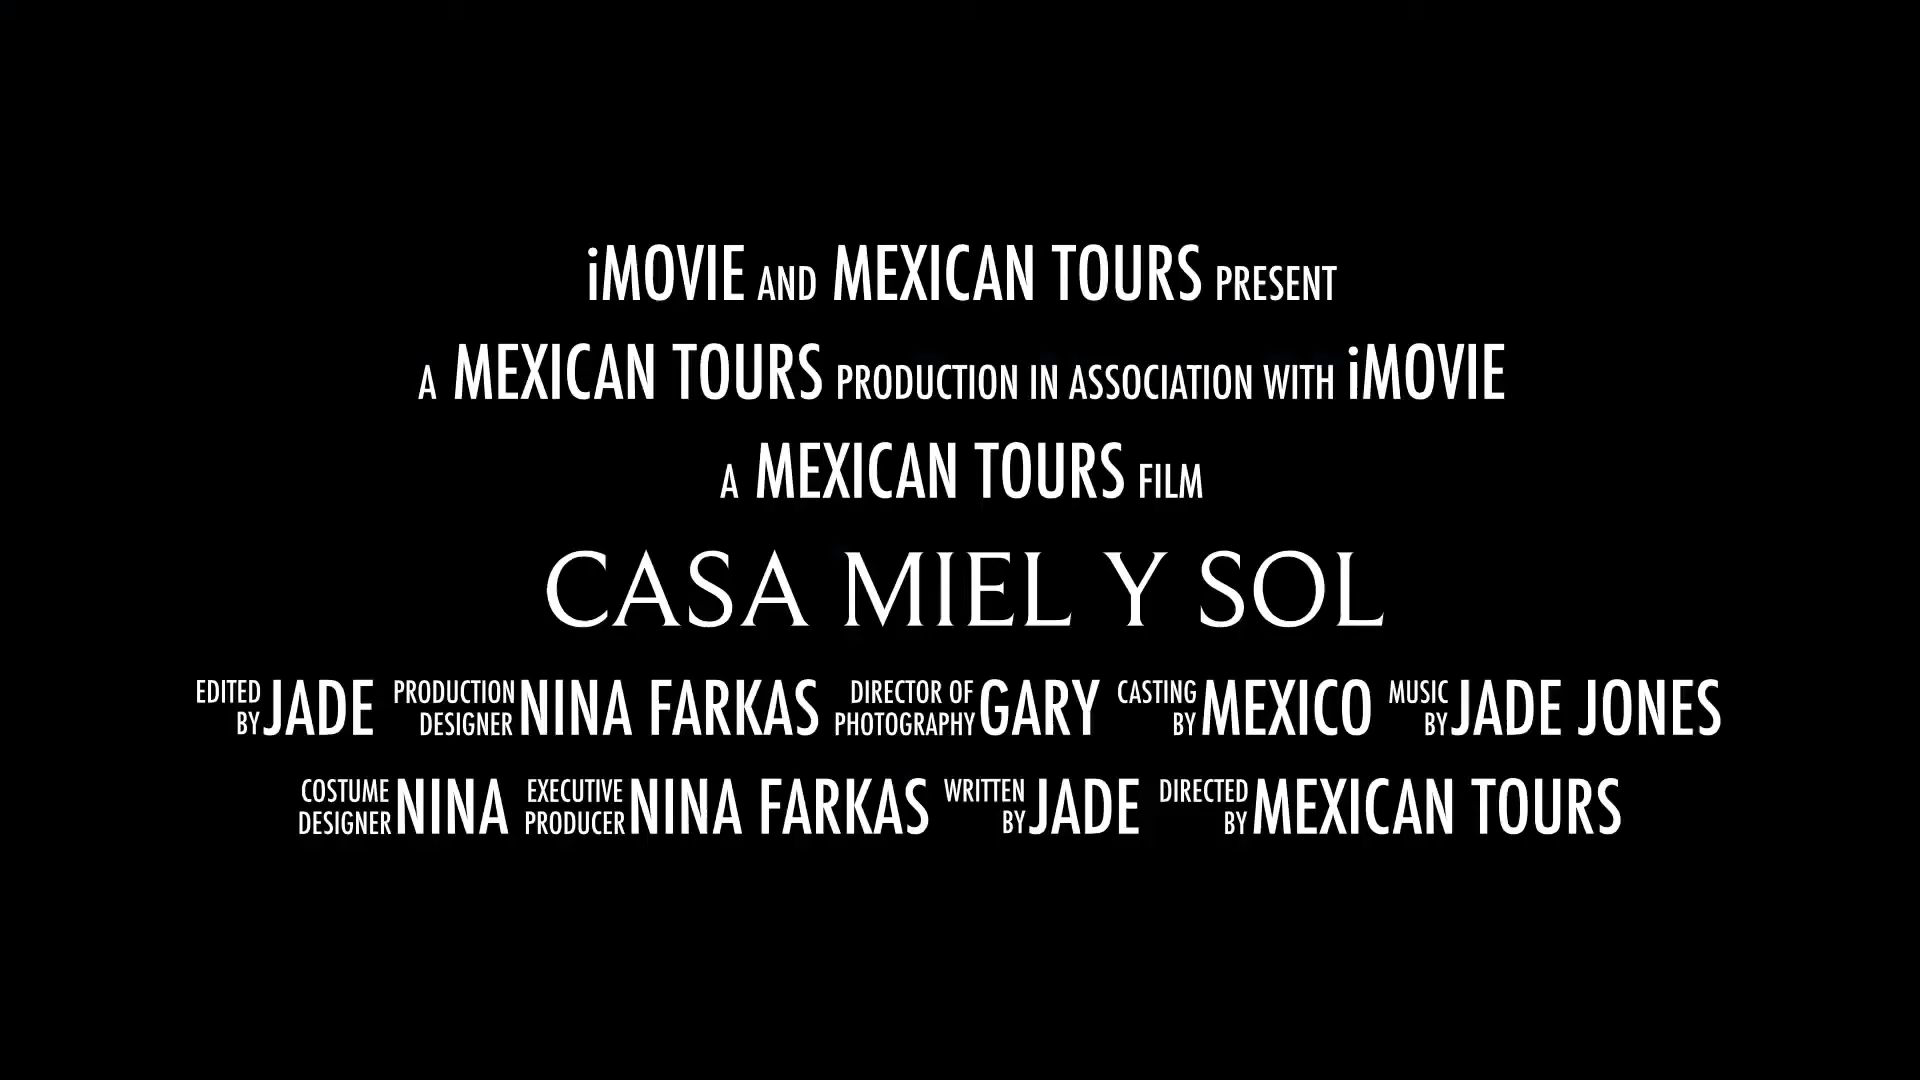 iMOVIE AND MEXICAN TOURS PRESENT
A MEXICAN TOURS PRODUCTION IN ASSOCIATION WITH iMOVIE
A MEXICAN TOURS FILM
CASA MIEL Y SOL
EDITED BY JADE PRODUCTION DESIGNER NINA FARKAS DIRECTOR OF PHOTOGRAPHY GARY CASTING BY MEXICO MUSIC BY JADE JONES
COSTUME DESIGNER NINA EXECUTIVE PRODUCER NINA FARKAS WRITTEN BY JADE DIRECTED BY MEXICAN TOURS